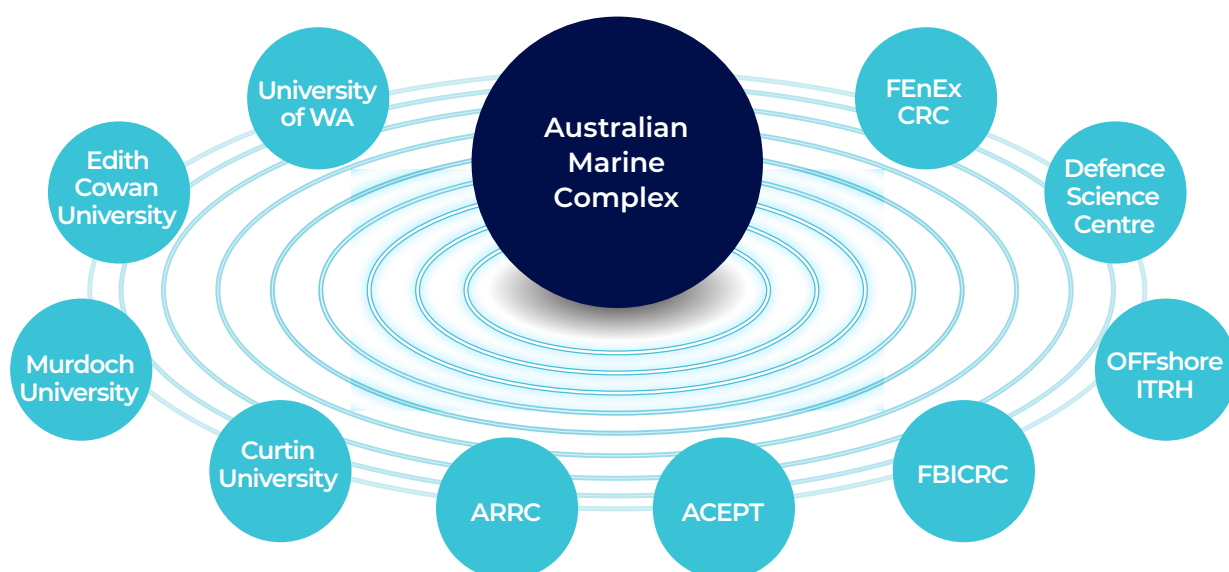 Australian
Marine
Complex
University
of WA
FEnEx
CRC
Edith
Cowan
University
Defence
Science
Centre
Murdoch
University
OFFshore
ITRH
Curtin
University
FBICRC
ARRC
ACEPT